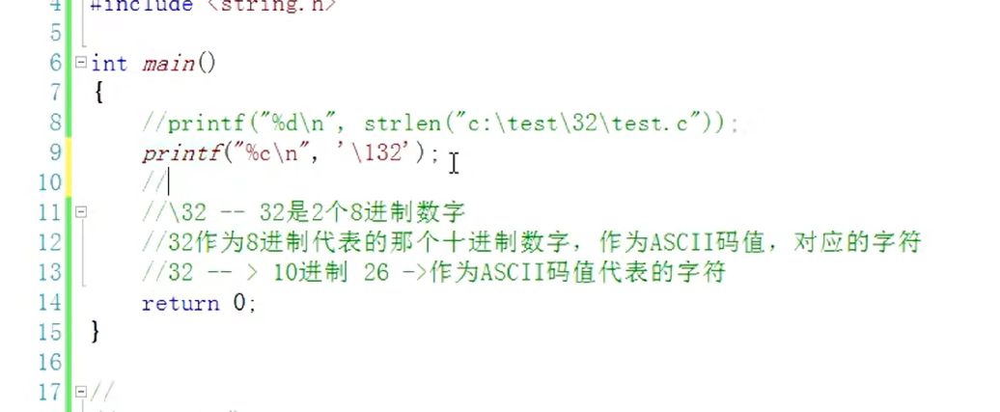 4 #include <string.h>
5
6 int main()
7 {
8 //printf("%d\n", strlen("c:\test\32\test.c"));
9 printf("%c\n", '\132');
10 //
11 //\32 -- 32是2个8进制数字
12 //32作为8进制代表的那个十进制数字，作为ASCII码值，对应的字符
13 //32 -- > 10进制 26 ->作为ASCII码值代表的字符
14 return 0;
15 }
16
17 //